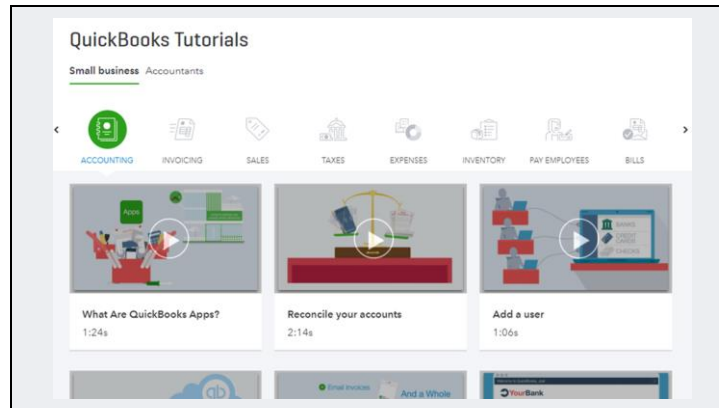 QuickBooks Tutorials
Small business Accountants
ACCOUNTING INVOICING SALES TAXES EXPENSES INVENTORY PAY EMPLOYEES BILLS
Apps
BANKS
CREDIT
CARDS
CHECKS
What Are QuickBooks Apps? Reconcile your accounts Add a user
1:24s 2:14s 1:06s
qb
Email Invoices And a Whole
YourBank